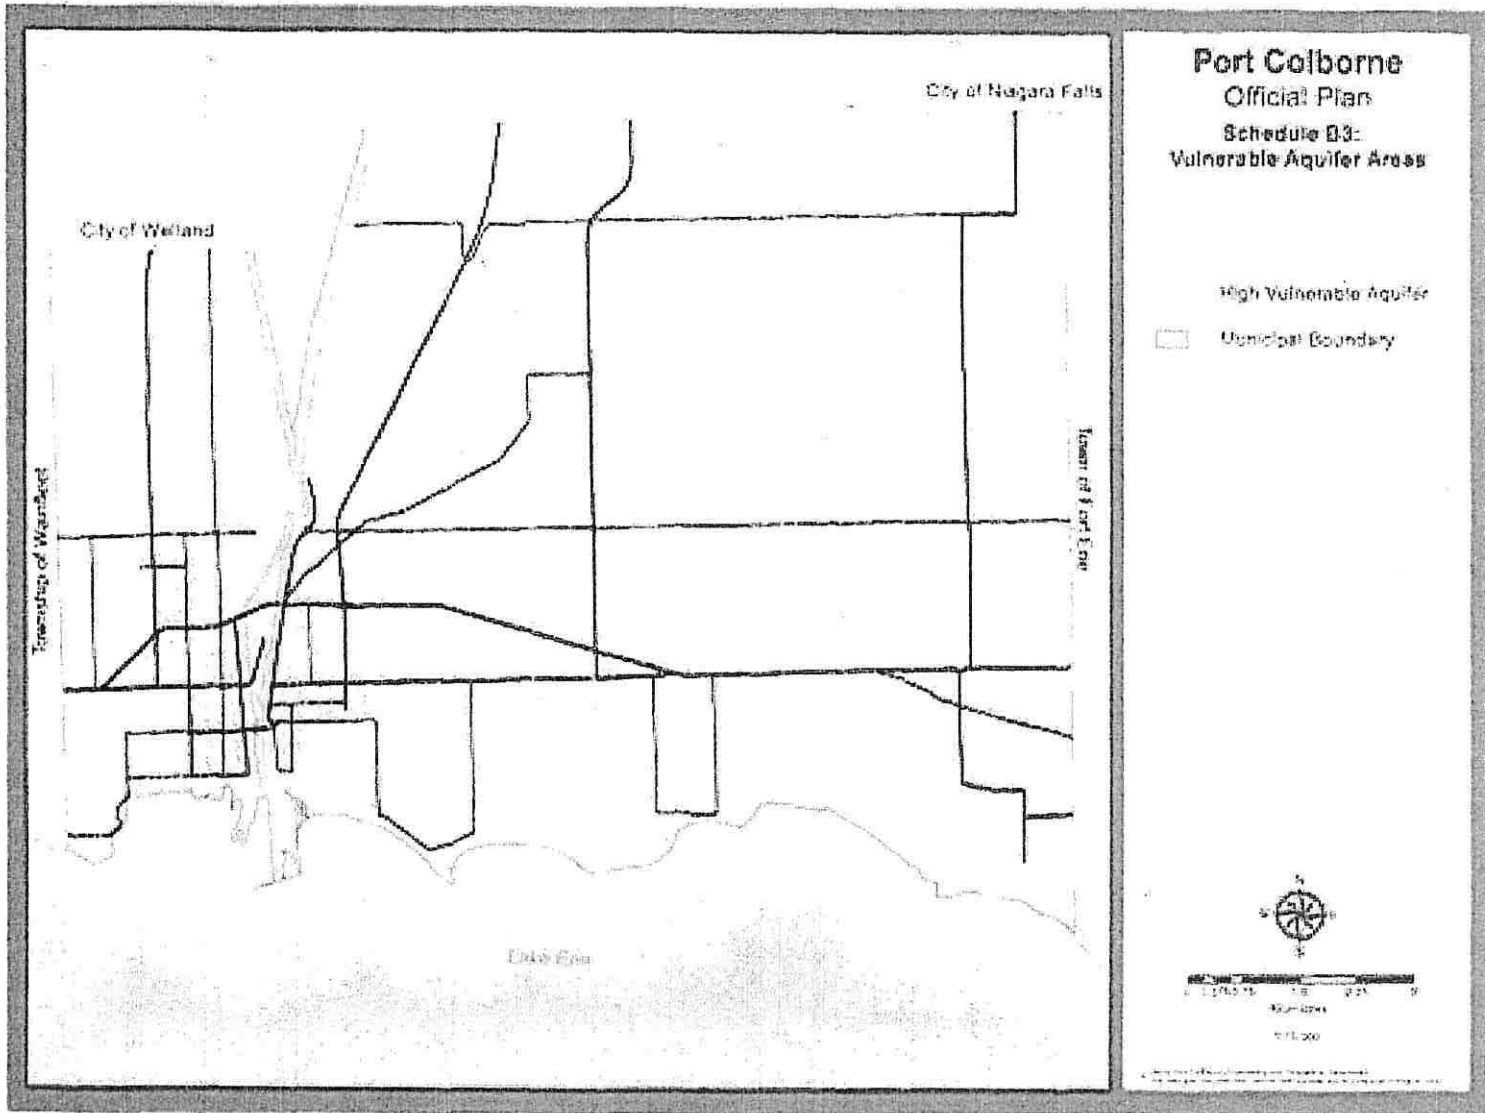 Port Colborne
Official Plan
Schedule B3:
Vulnerable Aquifer Areas
City of Niagara Falls
City of Welland
High Vulnerable Aquifer
Municipal Boundary
Township of Wainfleet
Town of Fort Erie
Lake Erie
N
S
Kilometres